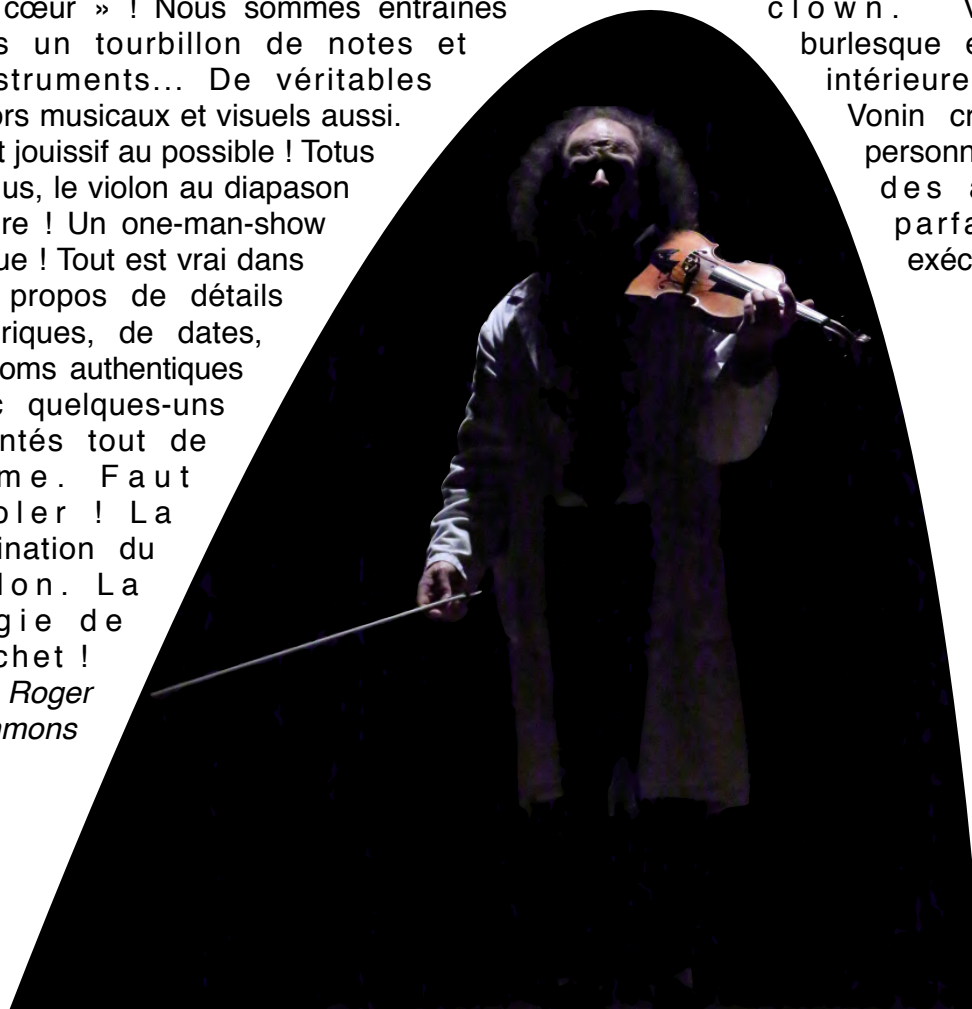 cœur » ! Nous sommes entraînés
s un tourbillon de notes et
struments... De véritables
ors musicaux et visuels aussi.
t jouissif au possible ! Totus
us, le violon au diapason
re ! Un one-man-show
ue ! Tout est vrai dans
propos de détails
riques, de dates,
oms authentiques
c quelques-uns
ntés tout de
me. Faut
oler ! La
ination du
lon. La
gie de
chet !
Roger
mons
clown. V
burlesque e
intérieure
Vonin cr
personn
des a
parfa
exéc